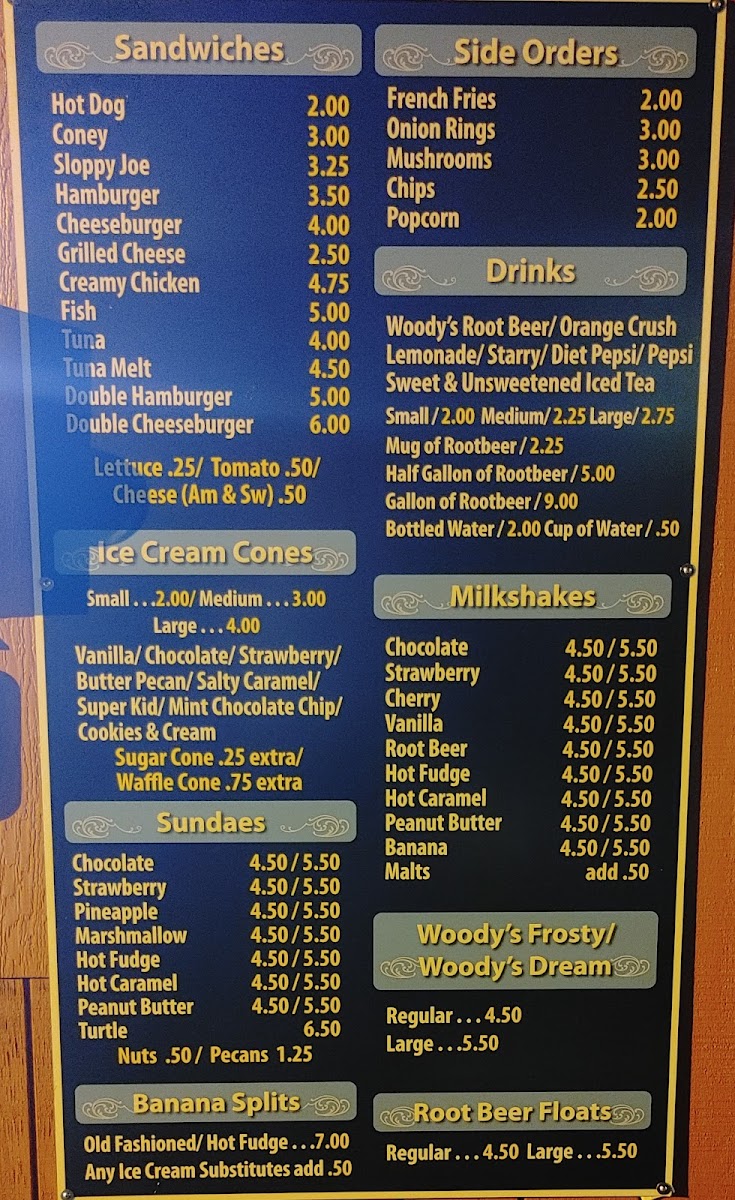 Sandwiches
Hot Dog 2.00
Coney 3.00
Sloppy Joe 3.25
Hamburger 3.50
Cheeseburger 4.00
Grilled Cheese 2.50
Creamy Chicken 4.75
Fish 5.00
Tuna 4.00
Tuna Melt 4.50
Double Hamburger 5.00
Double Cheeseburger 6.00
Lettuce .25/ Tomato .50/
Cheese (Am & Sw) .50
Ice Cream Cones
Small ...2.00/ Medium ...3.00
Large ...4.00
Vanilla/ Chocolate/ Strawberry/
Butter Pecan/ Salty Caramel/
Super Kid/ Mint Chocolate Chip/
Cookies & Cream
Sugar Cone .25 extra/
Waffle Cone .75 extra
Sundaes
Chocolate 4.50 / 5.50
Strawberry 4.50 / 5.50
Pineapple 4.50 / 5.50
Marshmallow 4.50 / 5.50
Hot Fudge 4.50 / 5.50
Hot Caramel 4.50 / 5.50
Peanut Butter 4.50 / 5.50
Turtle 6.50
Nuts .50 / Pecans 1.25
Banana Splits
Old Fashioned/ Hot Fudge ...7.00
Any Ice Cream Substitutes add .50
Side Orders
French Fries 2.00
Onion Rings 3.00
Mushrooms 3.00
Chips 2.50
Popcorn 2.00
Drinks
Woody's Root Beer/ Orange Crush
Lemonade/ Starry/ Diet Pepsi/ Pepsi
Sweet & Unsweetened Iced Tea
Small / 2.00 Medium/ 2.25 Large/ 2.75
Mug of Rootbeer / 2.25
Half Gallon of Rootbeer / 5.00
Gallon of Rootbeer / 9.00
Bottled Water / 2.00 Cup of Water / .50
Milkshakes
Chocolate 4.50 / 5.50
Strawberry 4.50 / 5.50
Cherry 4.50 / 5.50
Vanilla 4.50 / 5.50
Root Beer 4.50 / 5.50
Hot Fudge 4.50 / 5.50
Hot Caramel 4.50 / 5.50
Peanut Butter 4.50 / 5.50
Banana 4.50 / 5.50
Malts add .50
Woody's Frosty/
Woody's Dream
Regular ... 4.50
Large ...5.50
Root Beer Floats
Regular ... 4.50 Large ...5.50